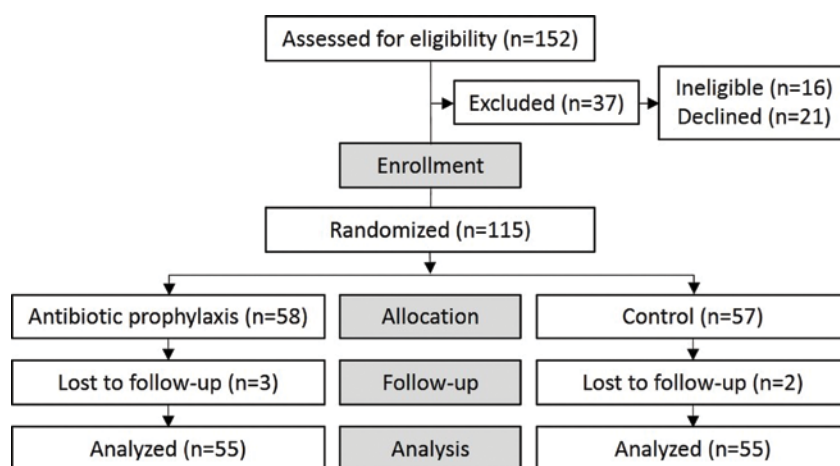 Assessed for eligibility (n=152)
Excluded (n=37)
Ineligible (n=16)
Declined (n=21)
Enrollment
Randomized (n=115)
Antibiotic prophylaxis (n=58)
Allocation
Control (n=57)
Lost to follow-up (n=3)
Follow-up
Lost to follow-up (n=2)
Analyzed (n=55)
Analysis
Analyzed (n=55)